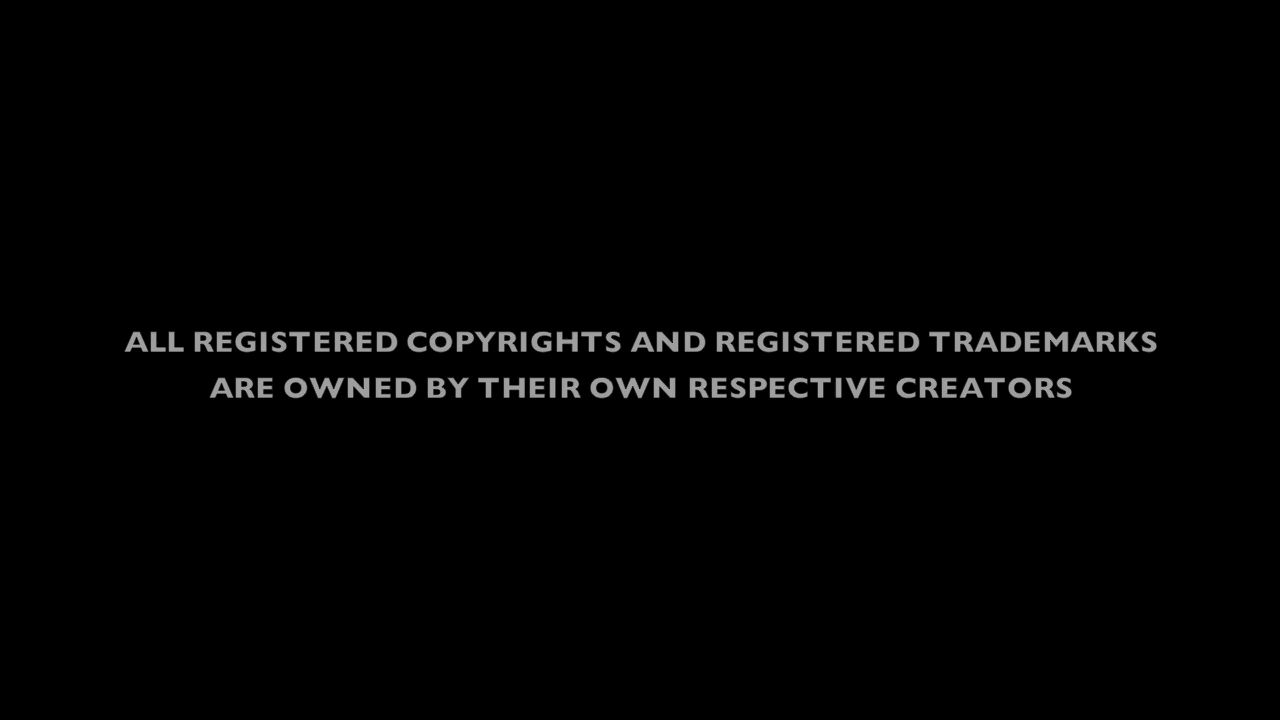 ALL REGISTERED COPYRIGHTS AND REGISTERED TRADEMARKS
ARE OWNED BY THEIR OWN RESPECTIVE CREATORS